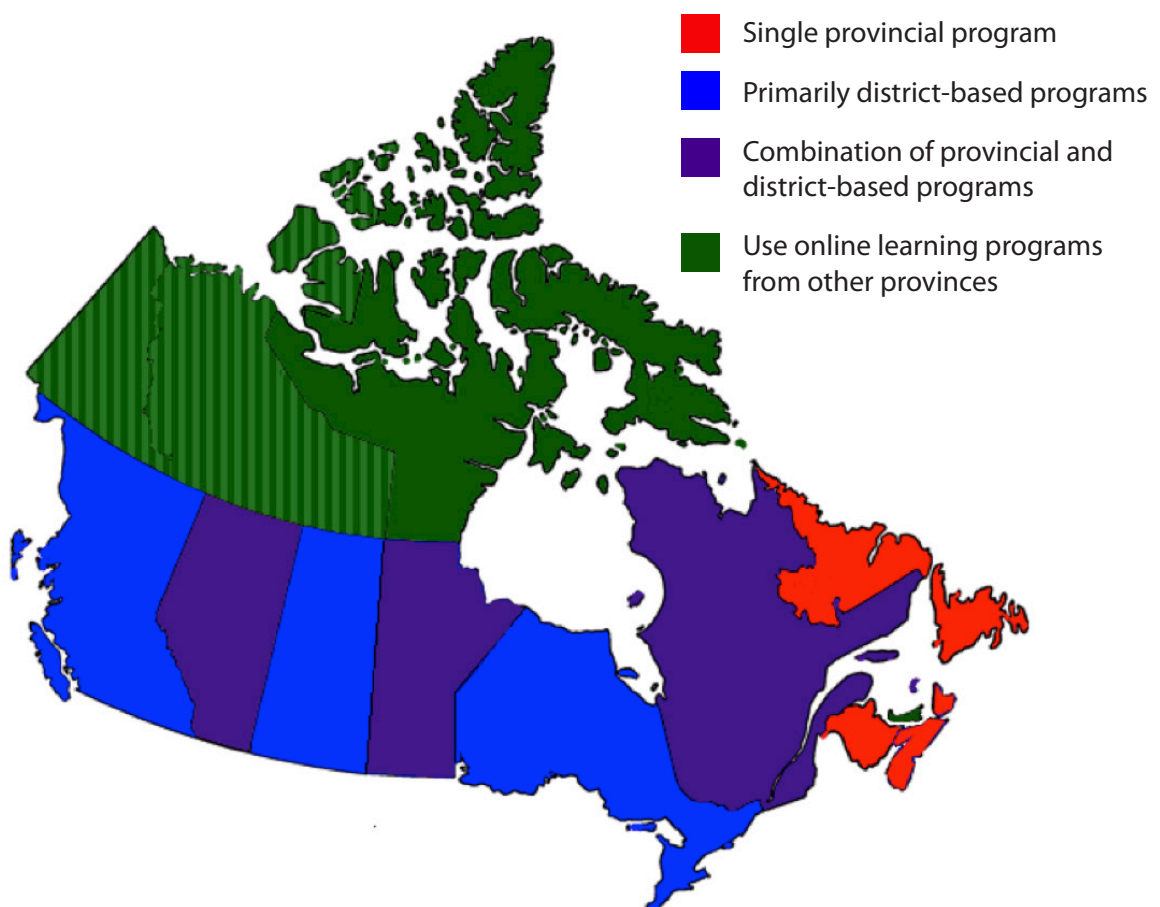 Single provincial program
Primarily district-based programs
Combination of provincial and
district-based programs
Use online learning programs
from other provinces